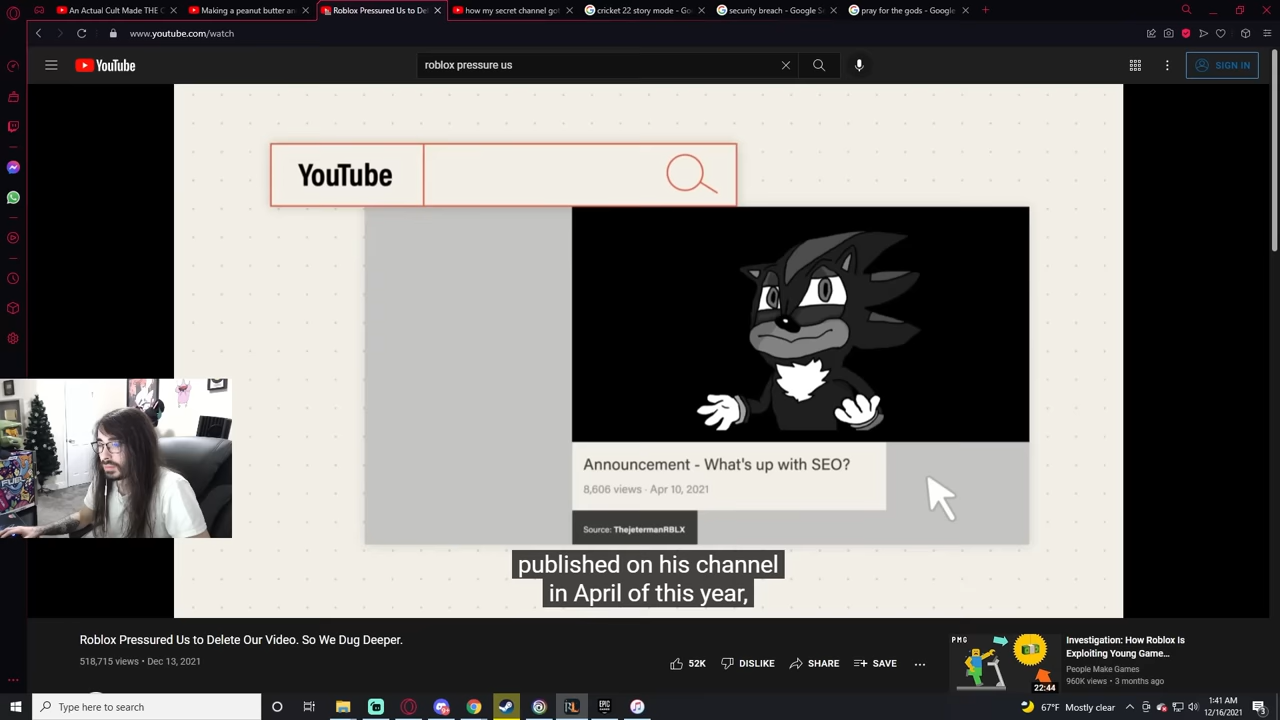 An Actual Cult Made THE C
Making a peanut butter an
Roblox Pressured Us to Del
how my secret channel got
cricket 22 story mode - Go
security breach - Google Se
pray for the gods - Google
www.youtube.com/watch
YouTube
roblox pressure us
SIGN IN
YouTube
Announcement - What's up with SEO?
8,606 views · Apr 10, 2021
Source: ThejetermanRBLX
published on his channel
in April of this year,
Roblox Pressured Us to Delete Our Video. So We Dug Deeper.
518,715 views • Dec 13, 2021
52K
DISLIKE
SHARE
SAVE
PMG
22:44
Investigation: How Roblox Is
Exploiting Young Game...
People Make Games
960K views • 3 months ago
Type here to search
EPIC
67°F Mostly clear
1:41 AM
12/16/2021